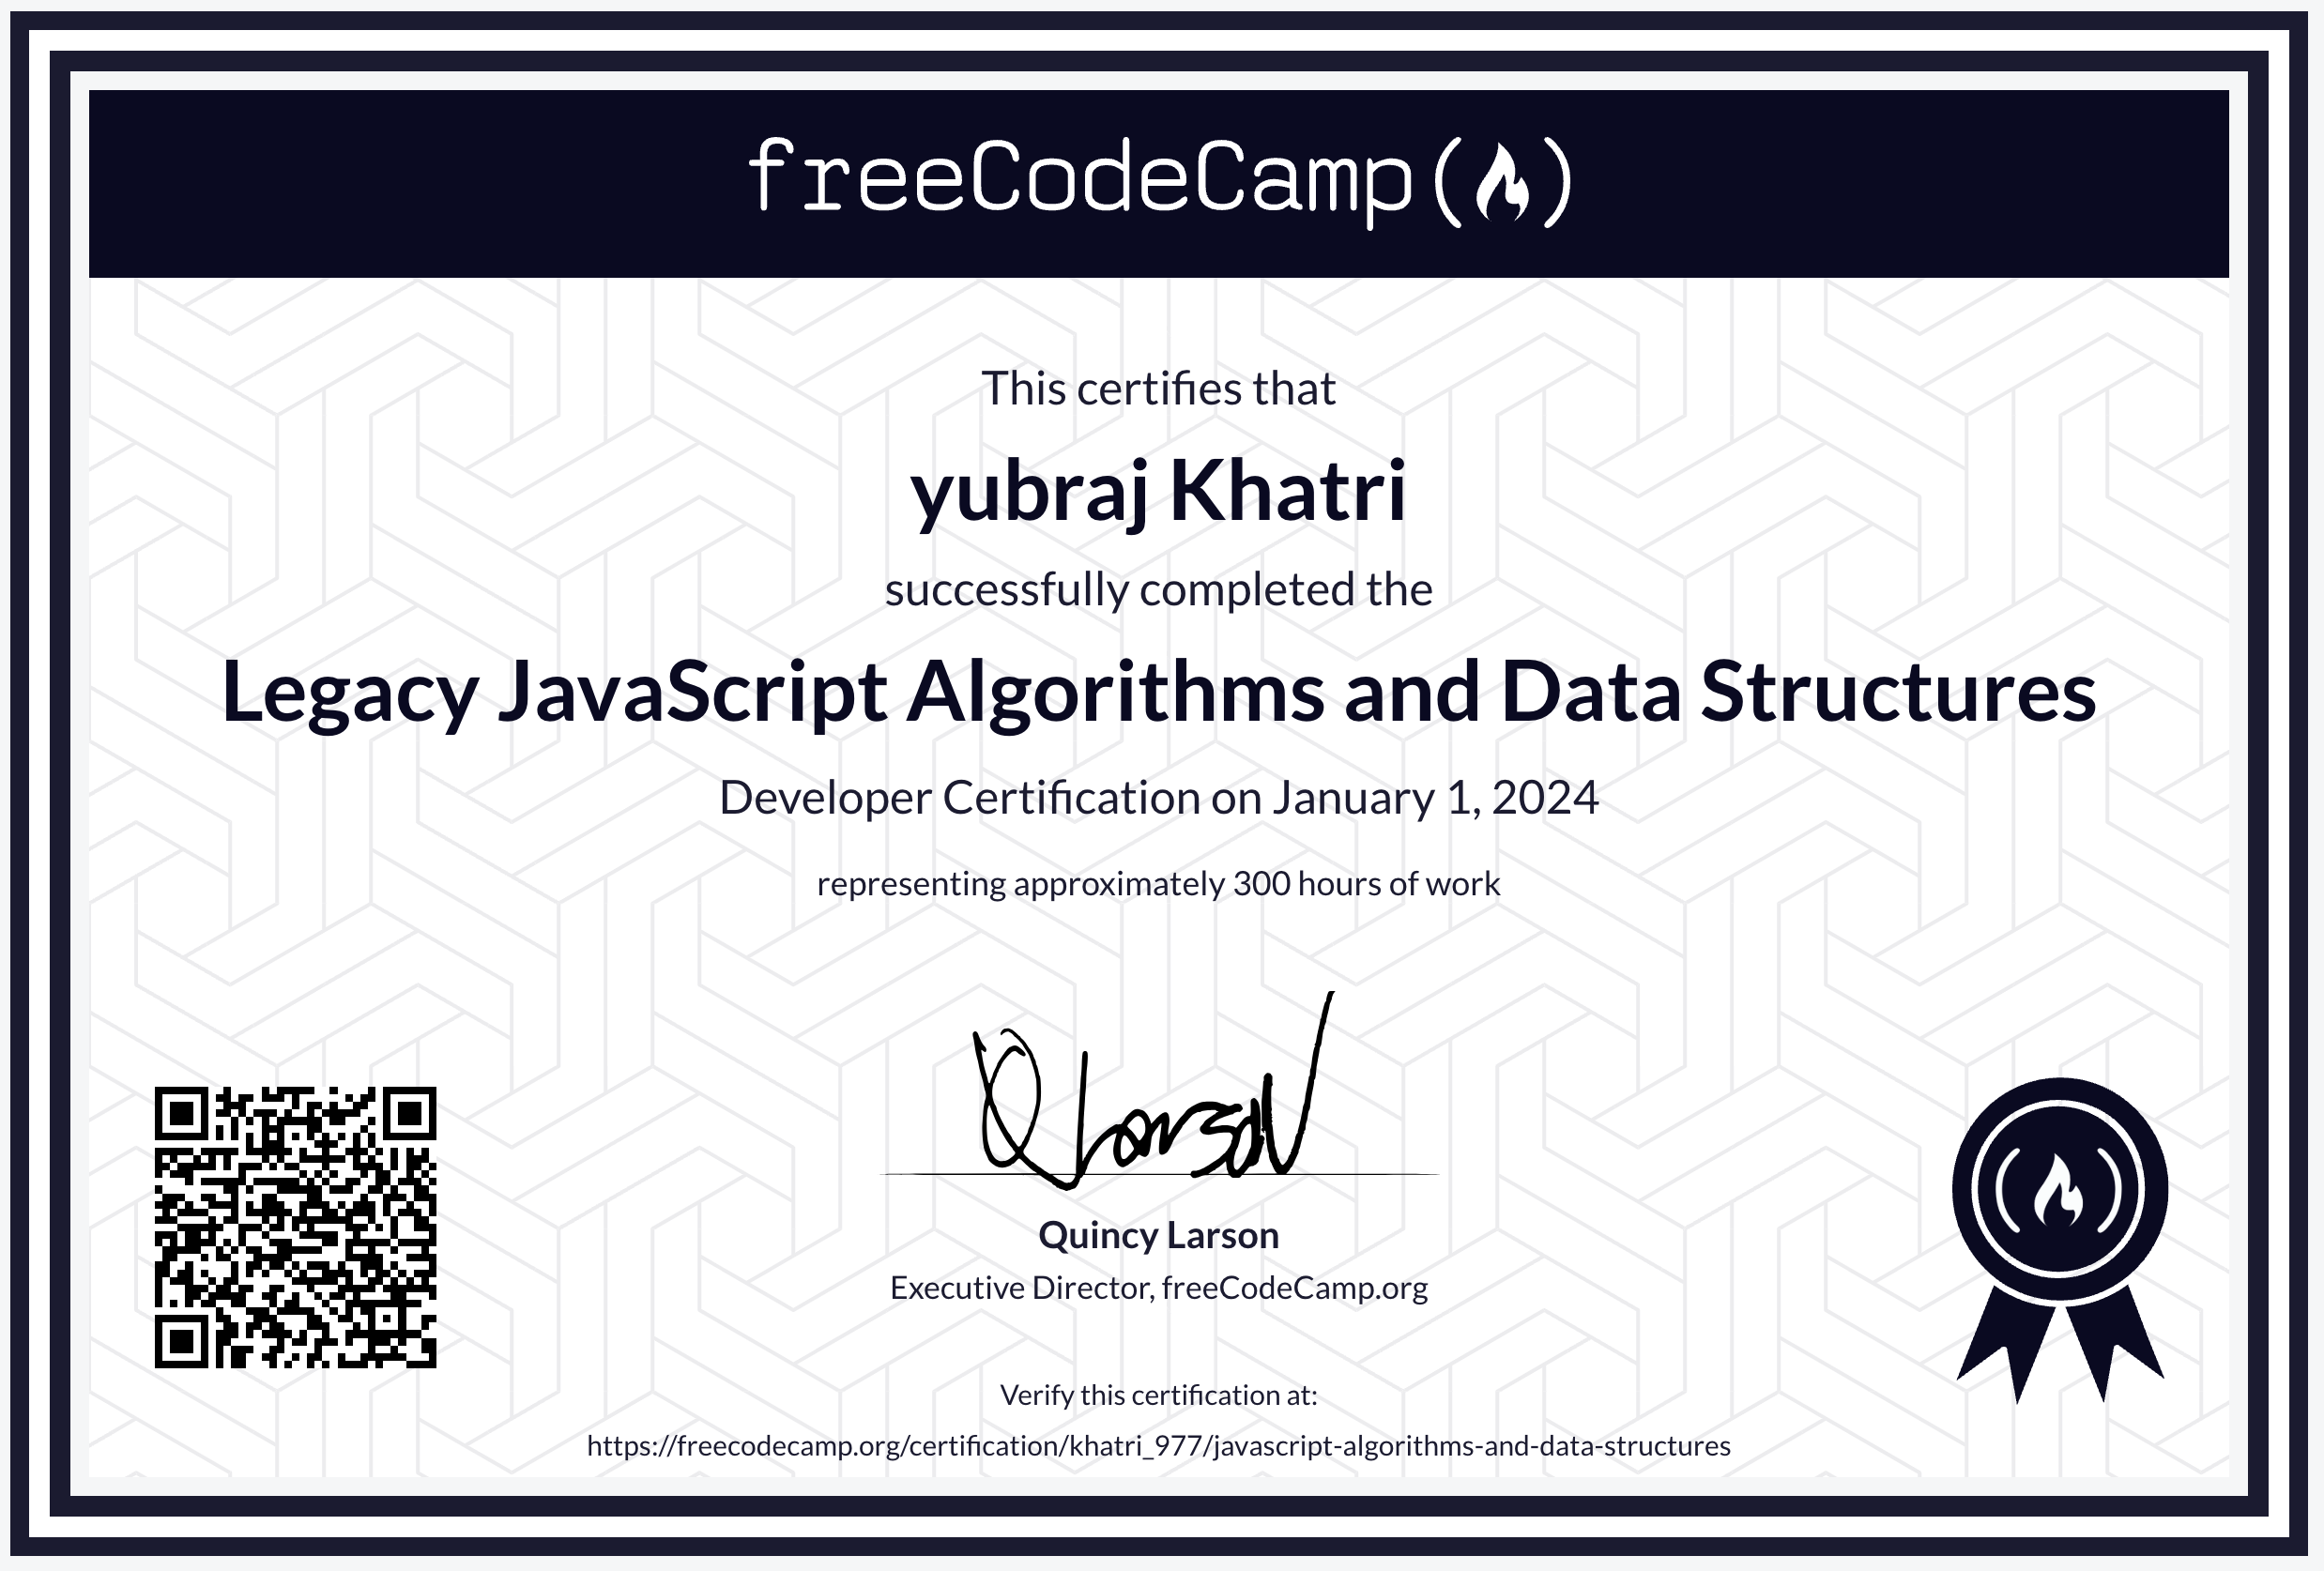 freeCodeCamp(🔥)
This certifies that
yubraj Khatri
successfully completed the
Legacy JavaScript Algorithms and Data Structures
Developer Certification on January 1, 2024
representing approximately 300 hours of work
Q Larson
Quincy Larson
Executive Director, freeCodeCamp.org
Verify this certification at:
https://freecodecamp.org/certification/khatri_977/javascript-algorithms-and-data-structures